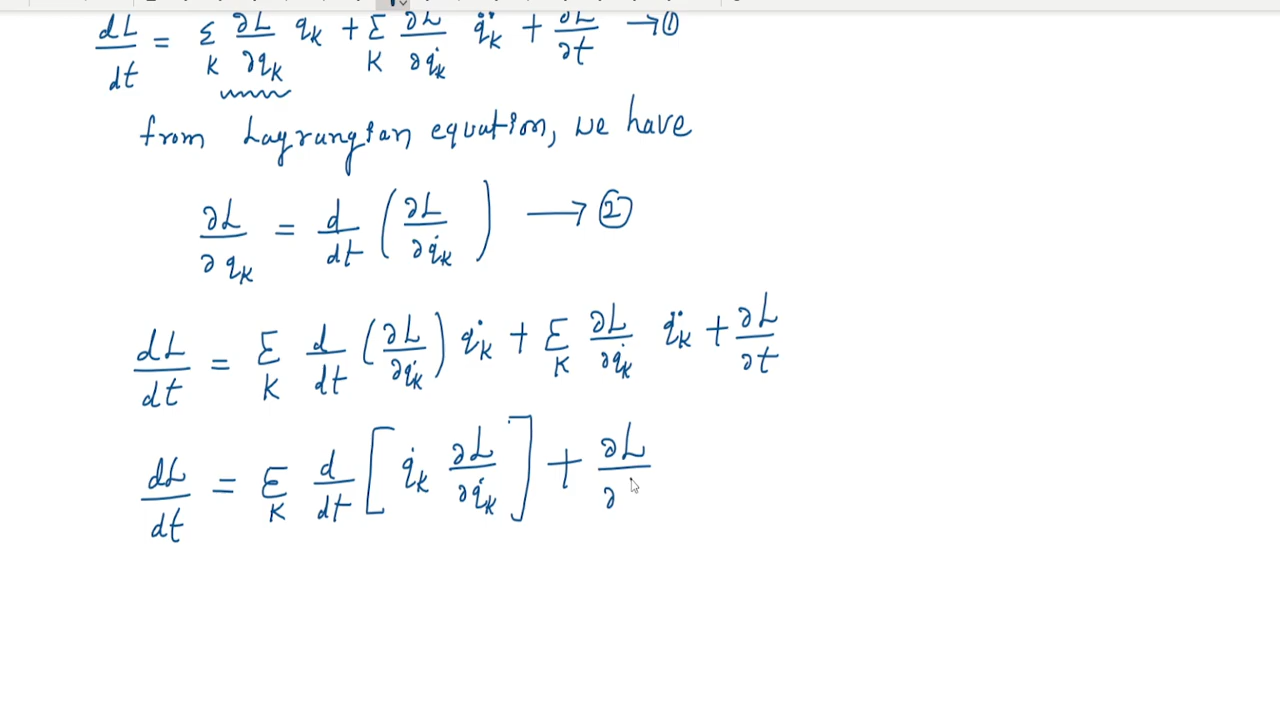 dL/dt = Σ_K ∂L/∂q_K q_K + Σ_K ∂L/∂q̇_K q̈_K + ∂L/∂t → ①
from Lagrangian equation, we have
∂L/∂q_K = d/dt (∂L/∂q̇_K) → ②
dL/dt = Σ_K d/dt (∂L/∂q̇_K) q̇_K + Σ_K ∂L/∂q̇_K q̈_K + ∂L/∂t
dL/dt = Σ_K d/dt [q̇_K ∂L/∂q̇_K] + ∂L/∂